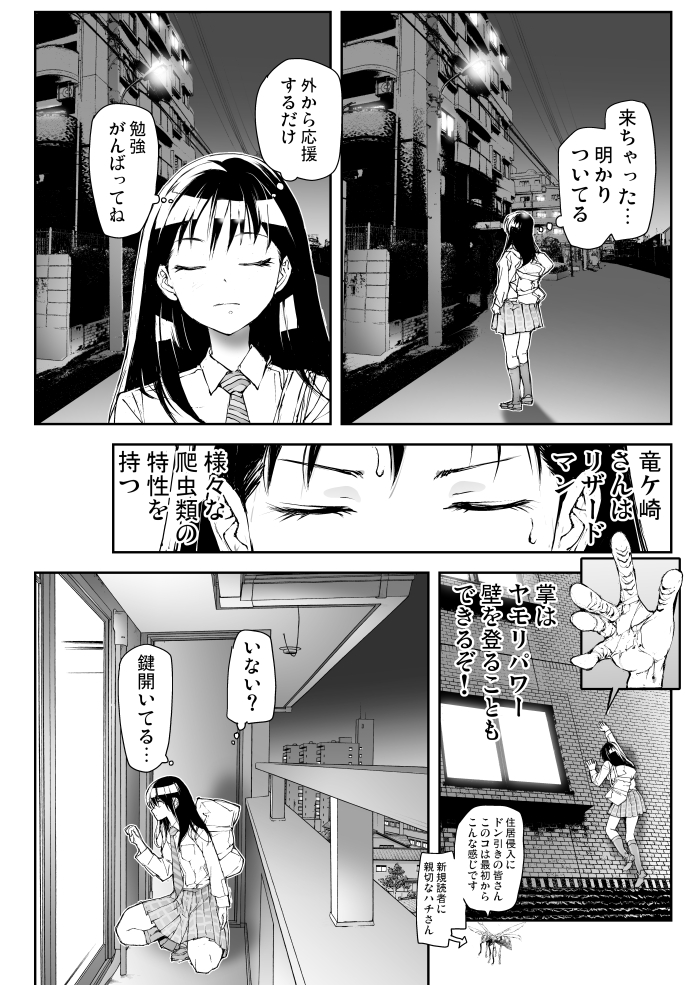 来ちゃった…
明かり
ついてる
外から応援
するだけ
勉強
がんばってね
竜ケ崎
さんは
リザード
マン
様々な
爬虫類の
特性を
持つ
掌は
ヤモリパワー
壁を登ることも
できるぞ！
住居侵入に
ドン引きの皆さん
このコは最初から
こんな感じです
新規読者に
親切なハチさん
いない？
鍵開いてる…